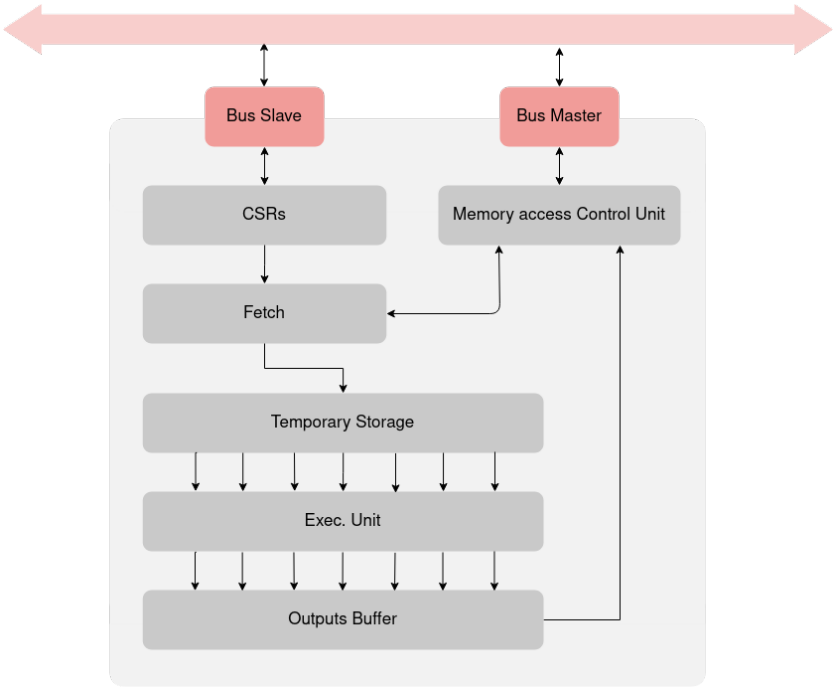 Bus Slave
Bus Master
CSRs
Memory access Control Unit
Fetch
Temporary Storage
Exec. Unit
Outputs Buffer